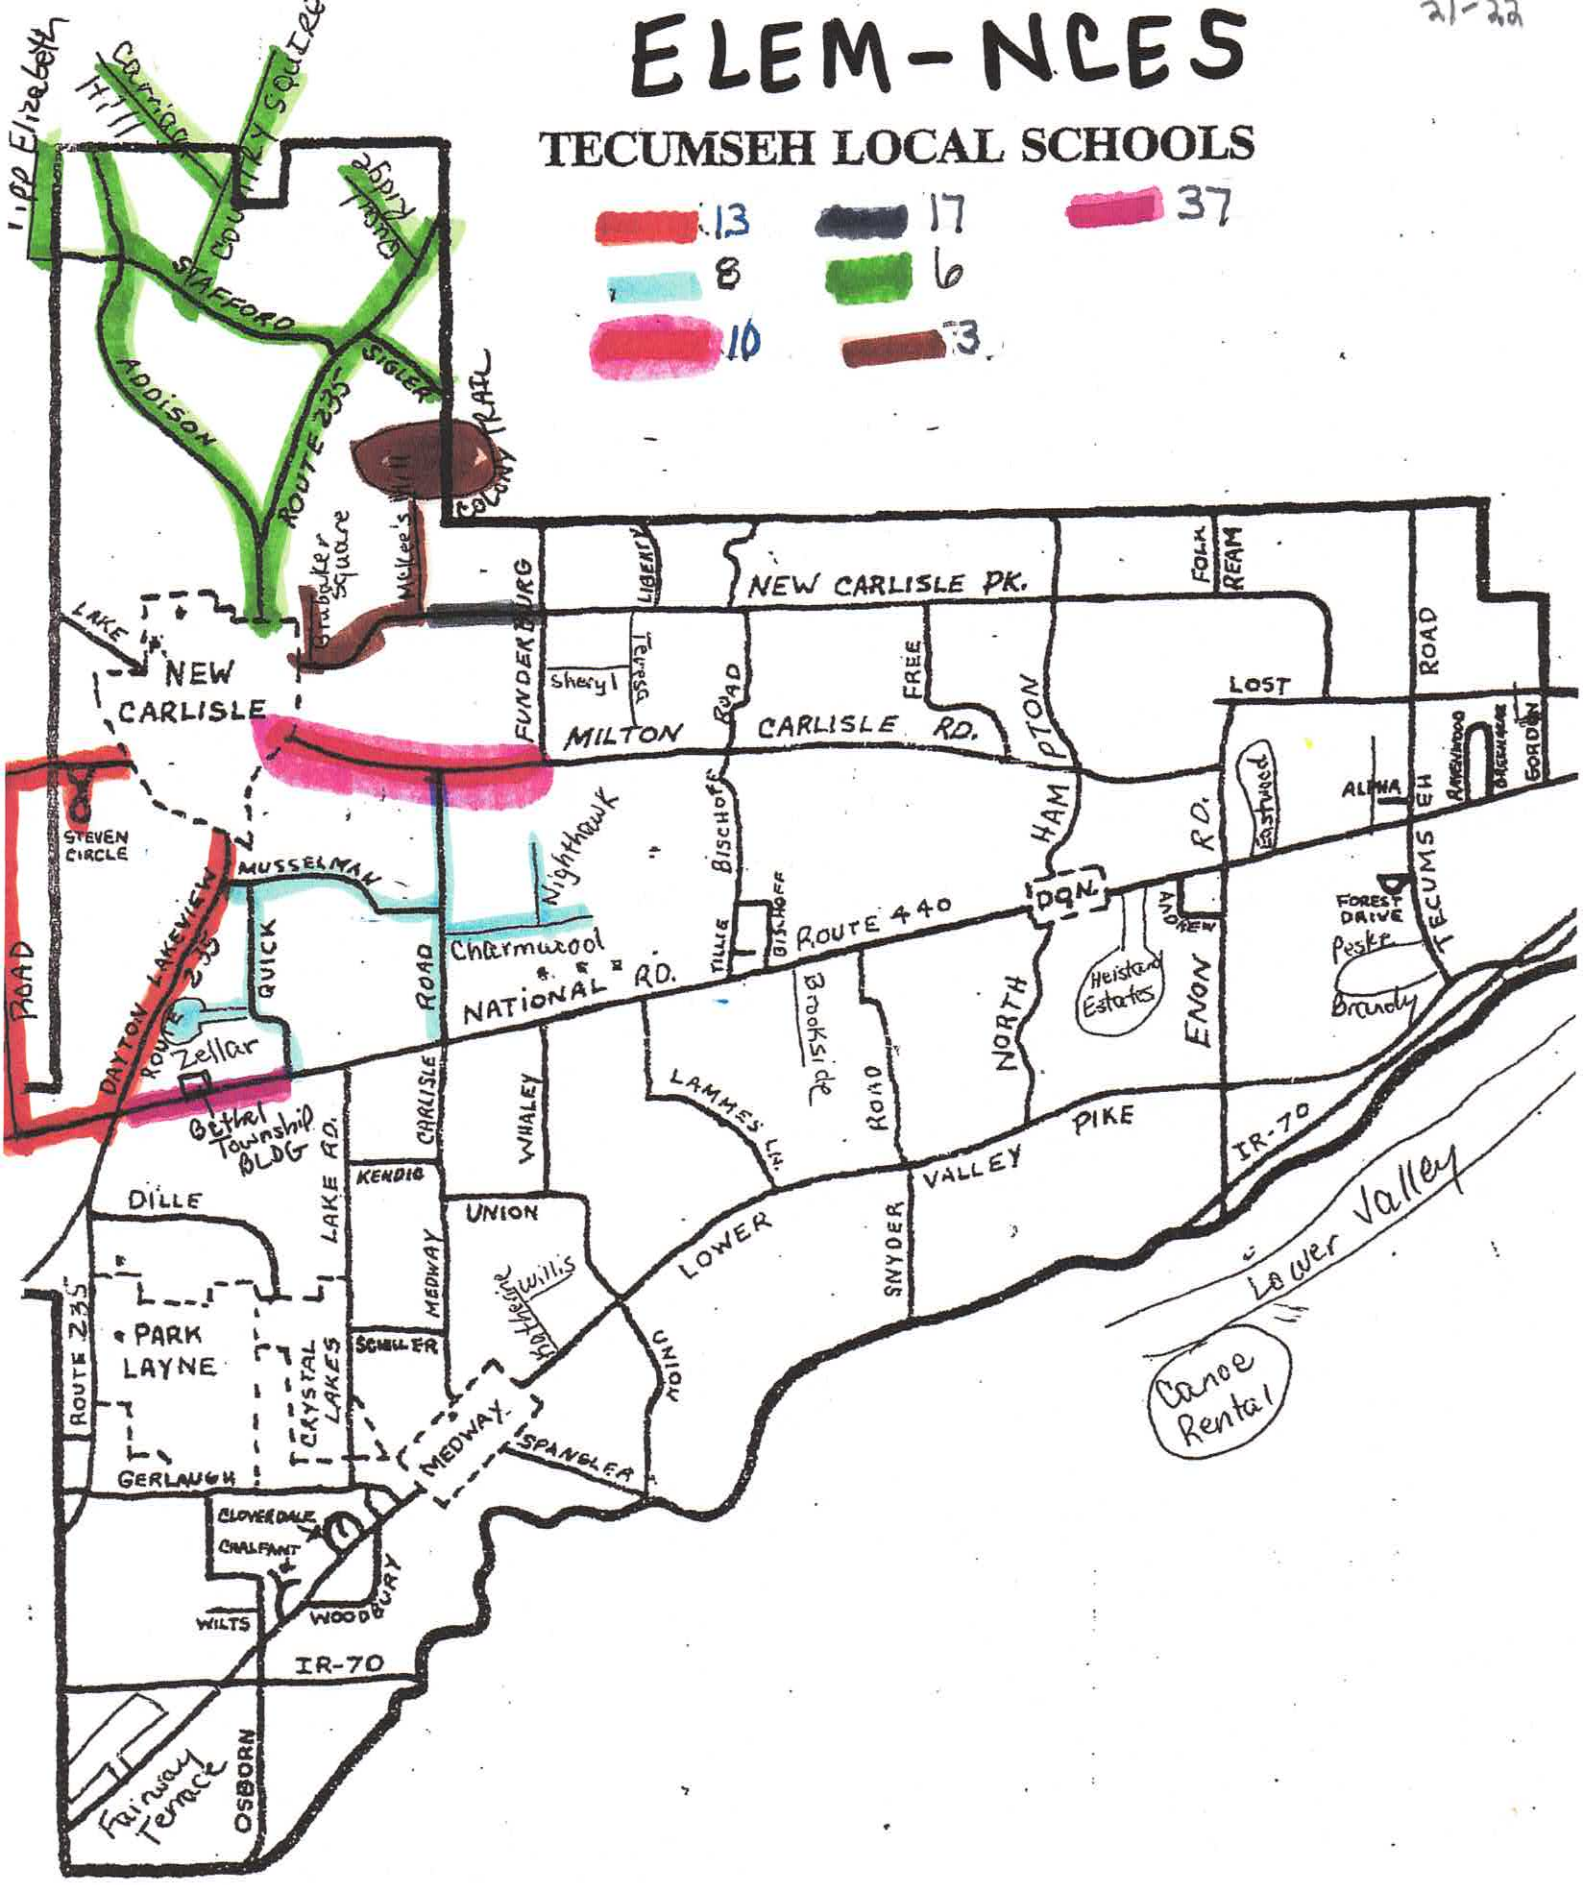 21-22
ELEM-NCES
TECUMSEH LOCAL SCHOOLS
13
17
37
8
6
10
3
Tipp Elizabeth
Carriage
Hill
COUNTRY SQUIRE
Quail
Ridge
STAFFORD
SIGLER
ADDISON
ROUTE 235
COLONY TRAIL
McKee's Mill
Brubaker
Square
LAKE
NEW
CARLISLE
FUNDERBURG
LIBERTY
NEW CARLISLE PK.
FOLK
REAM
ROAD
Sheryl
Teresa
ROAD
FREE
LOST
MILTON CARLISLE RD.
HAMPTON
RAVENWOOD
GREENACRE
GORDON
STEVEN
CIRCLE
MUSSELMAN
Nighthawk
BISCHOFF
RD.
Eastwood
ALPHA
TECUMSEH
ROAD
DAYTON LAKEVIEW
ROUTE 235
QUICK
ROAD
Charmwood
NATIONAL RD.
TILLIE
BISCHOFF
ROUTE 440
DON.
ANDREW
FOREST
DRIVE
Peske
Brandy
Heistand
Estates
ENON
NORTH
Brookside
Zellar
Bethel
Township
BLDG
LAKE RD.
CARLISLE
WHALEY
LAMMES LN.
ROAD
PIKE
IR-70
VALLEY
Lower Valley
KENDIG
DILLE
UNION
LOWER
SNYDER
MEDWAY
Katherine
Willis
ROUTE 235
PARK
LAYNE
CRYSTAL
LAKES
SCHILLER
UNION
Canoe
Rental
MEDWAY
SPANGLER
GERLAUGH
CLOVERDALE
CHALFANT
WILTS
WOODBURY
IR-70
OSBORN
Fairway
Terrace